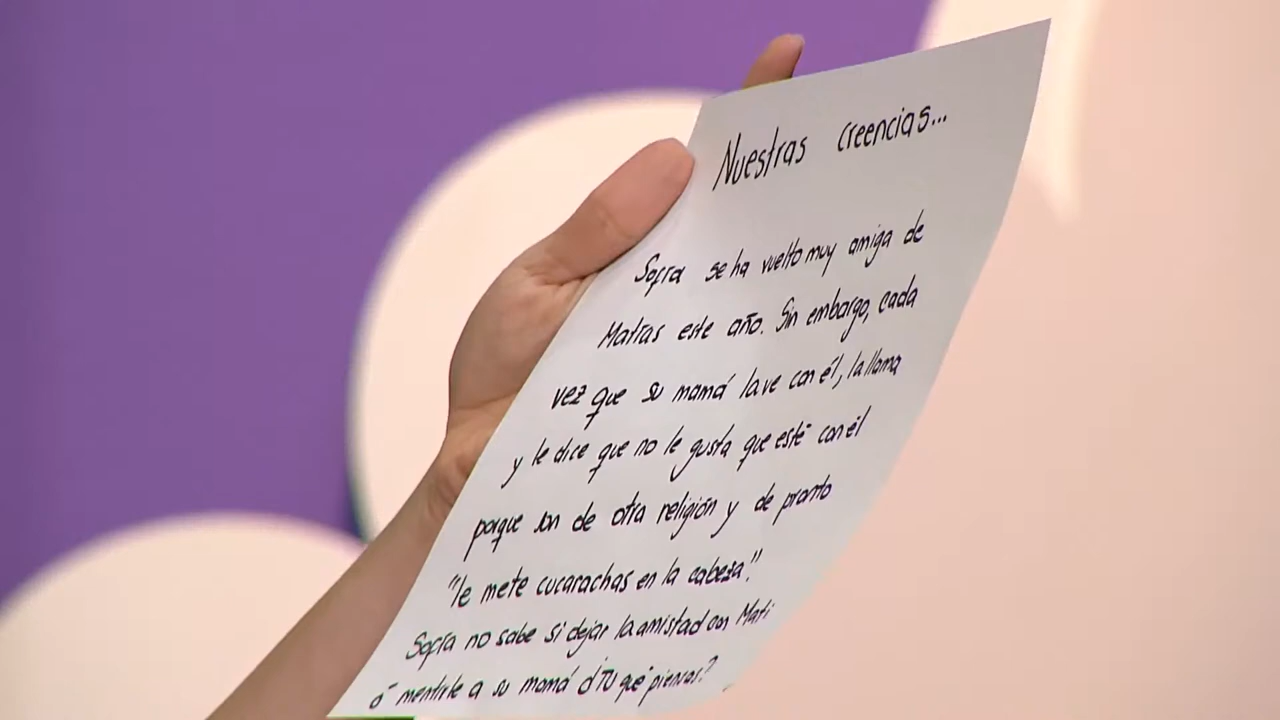 Nuestras creencias...
Sofía se ha vuelto muy amiga de
Matías este año. Sin embargo, cada
vez que su mamá la ve con él, la llama
y le dice que no le gusta que esté con él
porque son de otra religión y de pronto
"le mete cucarachas en la cabeza".
Sofía no sabe si dejar la amistad con Mati
ó mentirle a su mamá ¿Tú qué piensas?